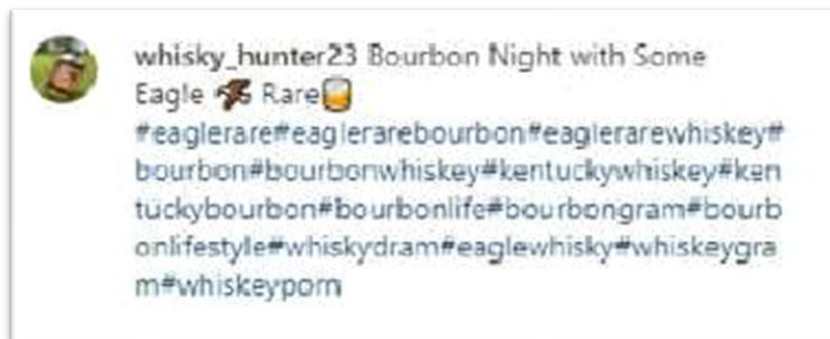 whisky_hunter23 Bourbon Night with Some
Eagle 🦅 Rare🥃
#eaglerare#eaglerarebourbon#eaglerarewhiskey#
bourbon#bourbonwhiskey#kentuckywhiskey#ken
tuckybourbon#bourbonlife#bourbongram#bourb
onlifestyle#whiskydram#eaglewhisky#whiskeygra
m#whiskeyporn